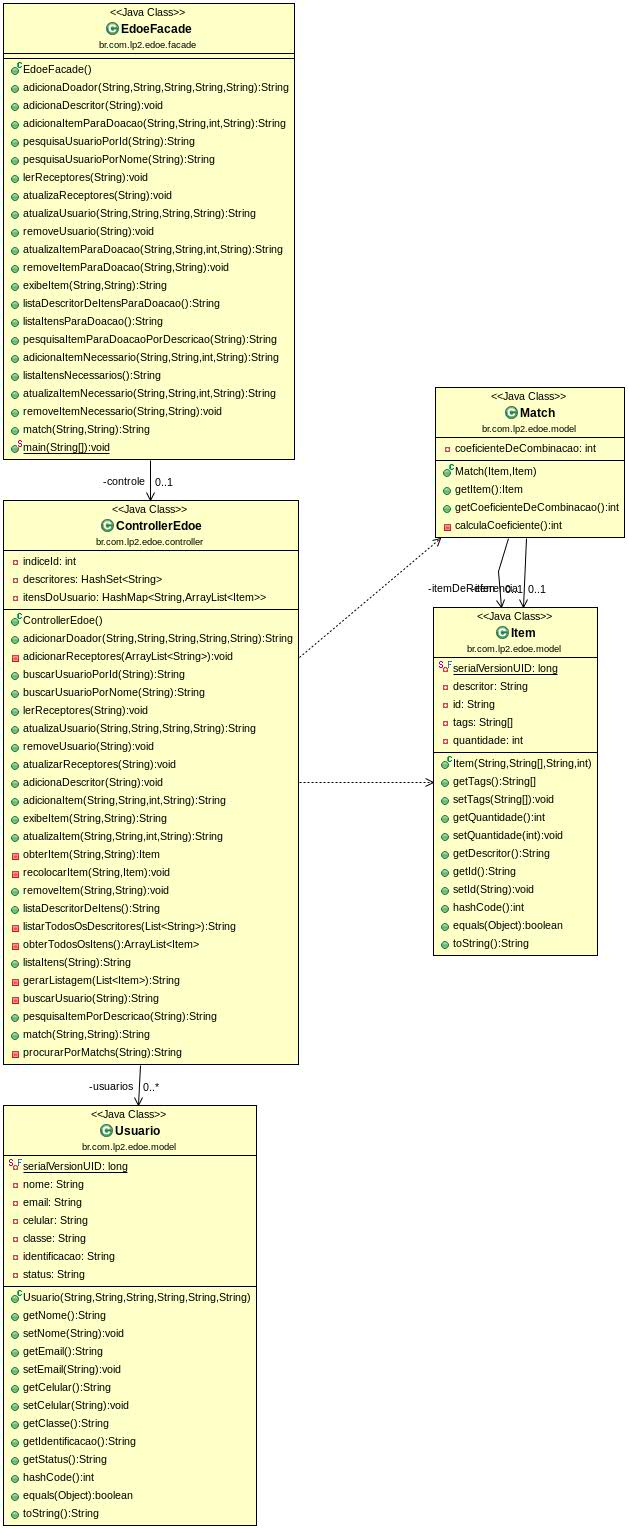 <<Java Class>>
EdoeFacade
br.com.lp2.edoe.facade
EdoeFacade()
adicionaDoador(String,String,String,String,String):String
adicionaDescritor(String):void
adicionaItemParaDoacao(String,String,int,String):String
pesquisaUsuarioPorId(String):String
pesquisaUsuarioPorNome(String):String
lerReceptores(String):void
atualizaReceptores(String):void
atualizaUsuario(String,String,String,String):String
removeUsuario(String):void
atualizaItemParaDoacao(String,String,int,String):String
removeItemParaDoacao(String,String):void
exibeItem(String,String):String
listaDescritorDeItensParaDoacao():String
listaItensParaDoacao():String
pesquisaItemParaDoacaoPorDescricao(String):String
adicionaItemNecessario(String,String,int,String):String
listaItensNecessarios():String
atualizaItemNecessario(String,String,int,String):String
removeItemNecessario(String,String):void
match(String,String):String
main(String[]):void
-controle 0..1
<<Java Class>>
ControllerEdoe
br.com.lp2.edoe.controller
indiceId: int
descritores: HashSet<String>
itensDoUsuario: HashMap<String,ArrayList<Item>>
ControllerEdoe()
adicionarDoador(String,String,String,String,String):String
adicionarReceptores(ArrayList<String>):void
buscarUsuarioPorId(String):String
buscarUsuarioPorNome(String):String
lerReceptores(String):void
atualizaUsuario(String,String,String,String):String
removeUsuario(String):void
atualizarReceptores(String):void
adicionaDescritor(String):void
adicionaItem(String,String,int,String):String
exibeItem(String,String):String
atualizaItem(String,String,int,String):String
obterItem(String,String):Item
recolocarItem(String,Item):void
removeItem(String,String):void
listaDescritorDeItens():String
listarTodosOsDescritores(List<String>):String
obterTodosOsItens():ArrayList<Item>
listaItens(String):String
gerarListagem(List<Item>):String
buscarUsuario(String):String
pesquisaItemPorDescricao(String):String
match(String,String):String
procurarPorMatchs(String):String
-usuarios 0..*
<<Java Class>>
Usuario
br.com.lp2.edoe.model
serialVersionUID: long
nome: String
email: String
celular: String
classe: String
identificacao: String
status: String
Usuario(String,String,String,String,String,String)
getNome():String
setNome(String):void
getEmail():String
setEmail(String):void
getCelular():String
setCelular(String):void
getClasse():String
getIdentificacao():String
getStatus():String
hashCode():int
equals(Object):boolean
toString():String
<<Java Class>>
Match
br.com.lp2.edoe.model
coeficienteDeCombinacao: int
Match(Item,Item)
getItem():Item
getCoeficienteDeCombinacao():int
calculaCoeficiente():int
0..1
<<Java Class>>
Item
br.com.lp2.edoe.model
serialVersionUID: long
descritor: String
id: String
tags: String[]
quantidade: int
Item(String,String[],String,int)
getTags():String[]
setTags(String[]):void
getQuantidade():int
setQuantidade(int):void
getDescritor():String
getId():String
setId(String):void
hashCode():int
equals(Object):boolean
toString():String